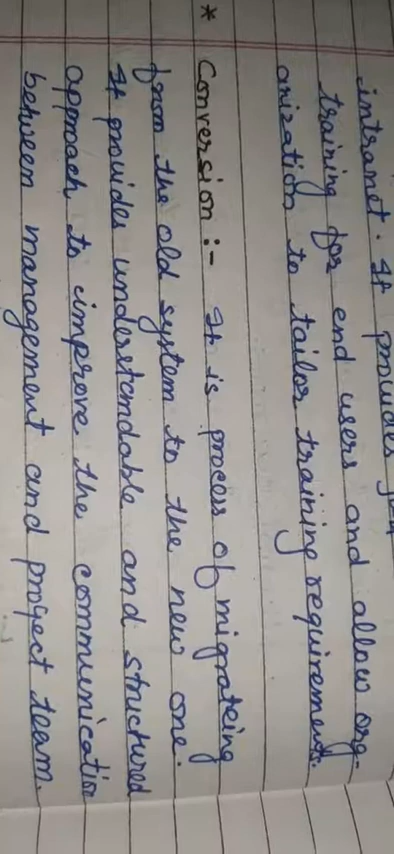 intranet. It provides
training for end users and allow org-
anization to tailor training requirements.
* Conversion :- It is process of migrateing
from the old system to the new one.
It provides understandable and structured
approach to improve the communication
between management and project team.